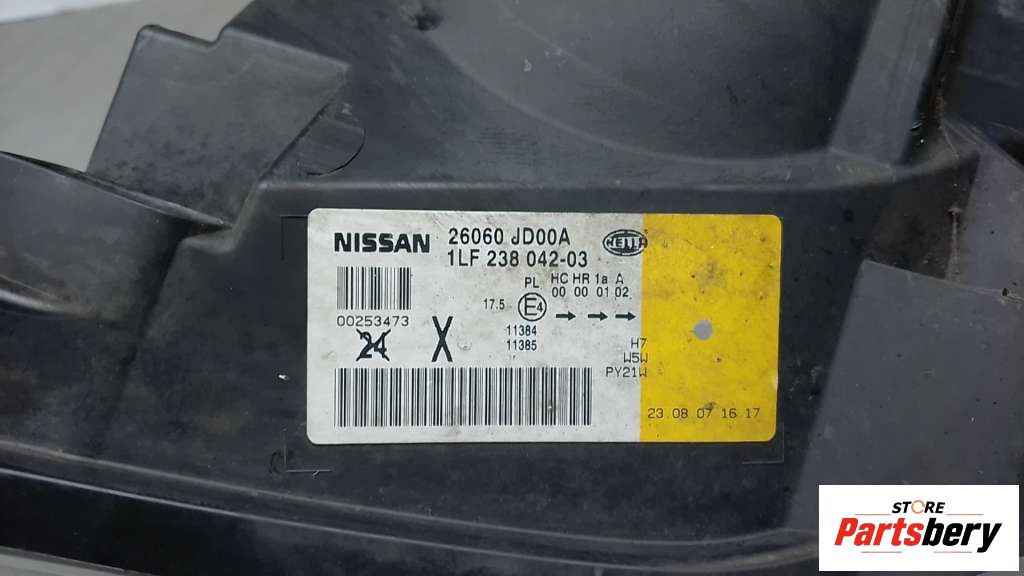 NISSAN 26060 JD00A HELLA
1LF 238 042-03
PL HC HR 1a A
17.5 E4 00 00 01 02
00253473
11384
24 X 11385
H7
W5W
PY21W
23.08 07 16 17
STORE
Partsbery